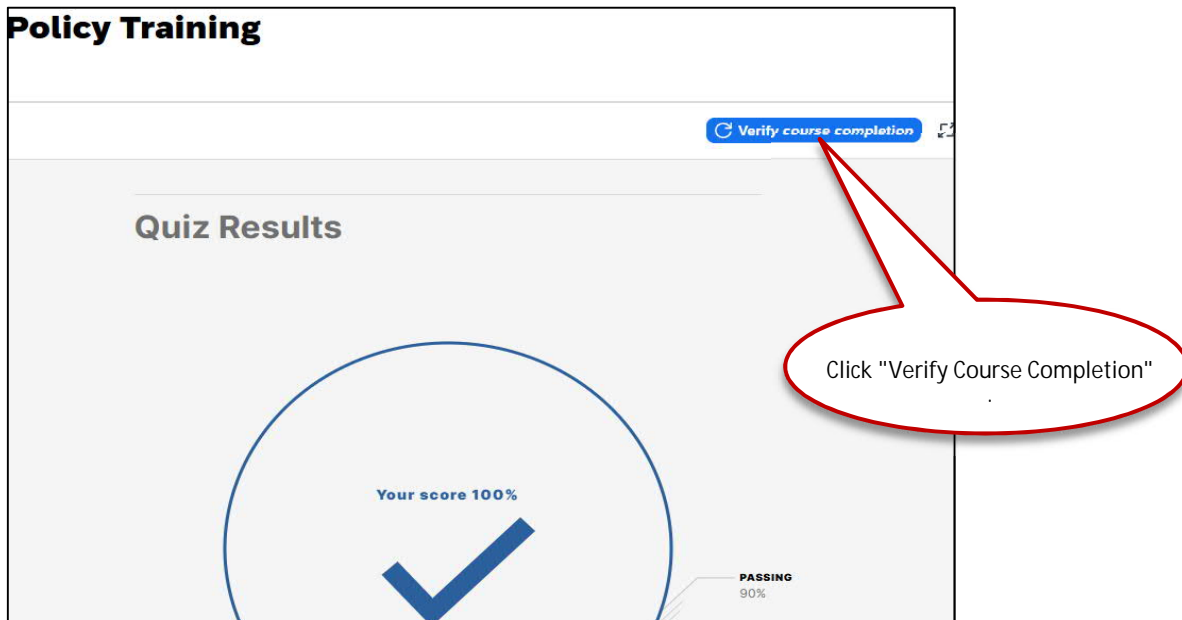 Policy Training
Verify course completion
Quiz Results
Click "Verify Course Completion"
.
Your score 100%
PASSING
90%